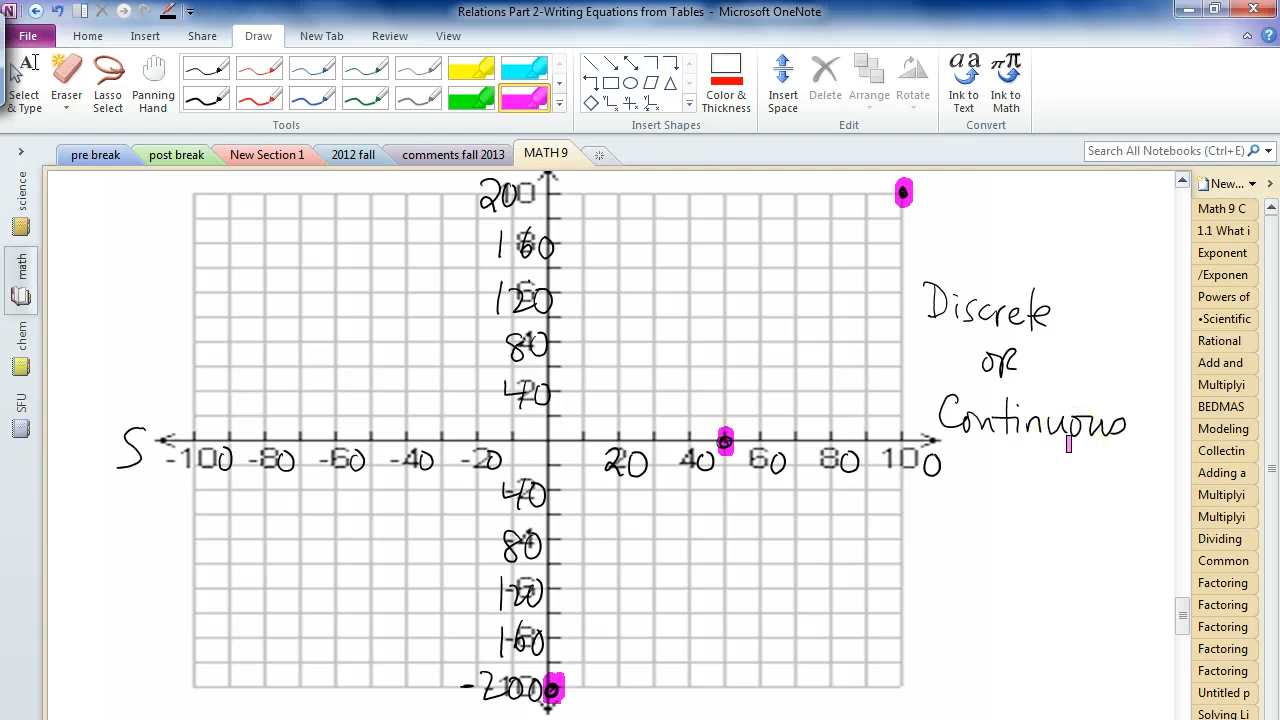 Relations Part 2-Writing Equations from Tables - Microsoft OneNote
File Home Insert Share Draw New Tab Review View
Select & Type
Eraser
Lasso Select
Panning Hand
Color & Thickness
Insert Space
Delete
Arrange
Rotate
Ink to Text
Ink to Math
Tools
Insert Shapes
Edit
Convert
pre break
post break
New Section 1
2012 fall
comments fall 2013
MATH 9
Search All Notebooks (Ctrl+E)
science
math
chem
SFU
New...
Math 9 C
1.1 What i
Exponent
/Exponen
Powers of
•Scientific
Rational
Add and
Multiplyi
BEDMAS
Modeling
Collectin
Adding a
Multiplyi
Multiplyi
Dividing
Common
Factoring
Factoring
Factoring
Factoring
Factoring
Untitled p
Solving Li
200
160
120
80
40
S
-100 -80 -60 -40 -20 20 40 60 80 100
40
80
120
160
-200
Discrete
or
Continuous